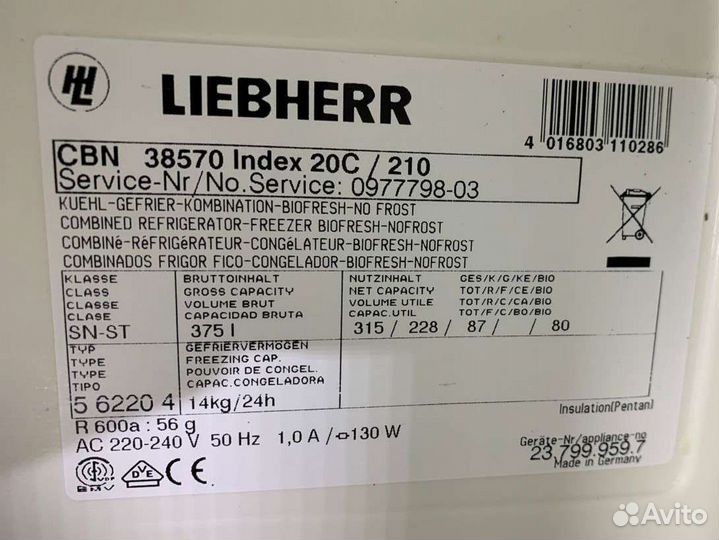 LIEBHERR
4 016803 110286
CBN 38570 Index 20C / 210
Service-Nr/No.Service: 0977798-03
KUEHL-GEFRIER-KOMBINATION-BIOFRESH-NO FROST
COMBINED REFRIGERATOR-FREEZER BIOFRESH-NOFROST
COMBINé-RéFRIGéRATEUR-CONGéLATEUR-BIOFRESH-NOFROST
COMBINADOS FRIGOR FICO-CONGELADOR-BIOFRESH-NOFROST
KLASSE BRUTTOINHALT NUTZINHALT GES/K/G/KE/BIO
CLASS GROSS CAPACITY NET CAPACITY TOT/R/F/CE/BIO
CLASSE VOLUME BRUT VOLUME UTILE TOT/R/C/CA/BIO
CLASE CAPACIDAD BRUTA CAPAC.UTIL TOT/F/C/BO/BIO
SN-ST 375 l 315 / 228 / 87 / / 80
TYP GEFRIERVERMÖGEN
TYPE FREEZING CAP.
TYPE POUVOIR DE CONGEL.
TIPO CAPAC.CONGELADORA
5 6220 4 14kg/24h
R 600a : 56 g
Insulation(Pentan)
AC 220-240 V 50 Hz 1,0 A / 130 W
Geräte-Nr/appliance-no
23.799.959.7
Made in Germany
DVE CE
Avito